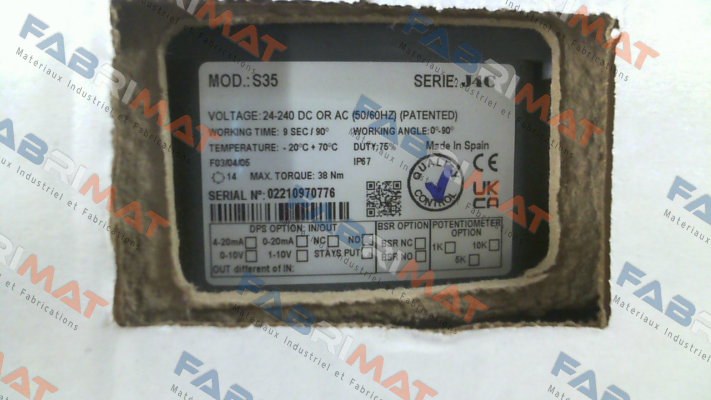 MOD.: S35 SERIE: J4C
VOLTAGE: 24-240 DC OR AC (50/60HZ) (PATENTED)
WORKING TIME: 9 SEC / 90° WORKING ANGLE: 0°-90°
TEMPERATURE: - 20°C + 70°C DUTY: 75% Made In Spain
F03/04/05 IP67
14 MAX. TORQUE: 38 Nm
SERIAL Nº: 02210970776
QUALITY CONTROL
CE
UK CA
DPS OPTION: IN/OUT
4-20mA 0-20mA NC NO
0-10V 1-10V STAYS PUT
OUT different of IN:
BSR OPTION
BSR NC
BSR NO
POTENTIOMETER OPTION
1K 10K
5K
FABRIMAT
Materiaux Industriel et Fabrications